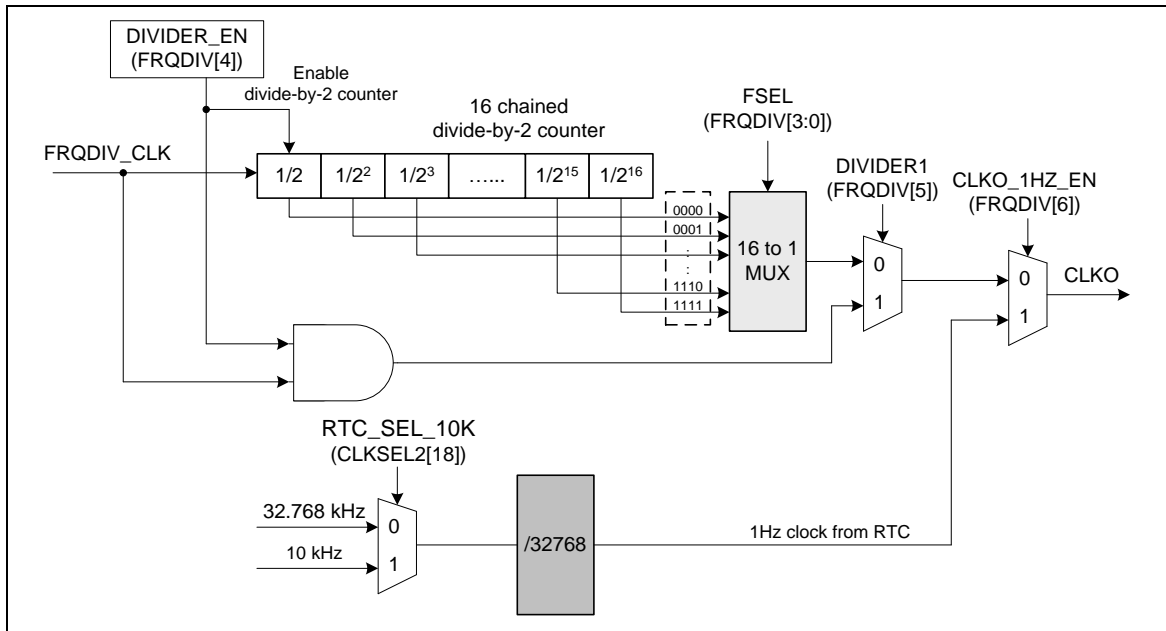 DIVIDER_EN
(FRQDIV[4])
Enable
divide-by-2 counter
16 chained
divide-by-2 counter
FSEL
(FRQDIV[3:0])
FRQDIV_CLK
1/2 1/2² 1/2³ …... 1/2¹⁵ 1/2¹⁶
DIVIDER1
(FRQDIV[5])
CLKO_1HZ_EN
(FRQDIV[6])
0000
0001
:
:
1110
1111
16 to 1
MUX
0
1
0
1
CLKO
RTC_SEL_10K
(CLKSEL2[18])
32.768 kHz
10 kHz
0
1
/32768
1Hz clock from RTC